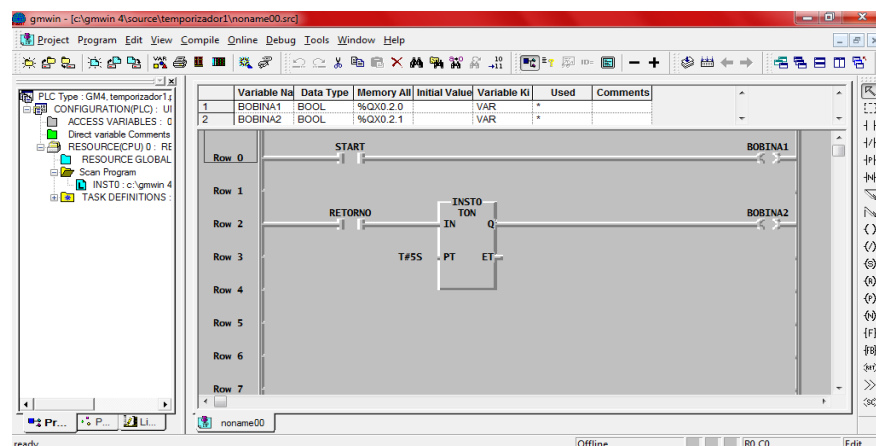 gmwin - [c:\gmwin 4\source\temporizador1\noname00.src]
Project Program Edit View Compile Online Debug Tools Window Help
PLC Type : GM4, temporizador1.p
CONFIGURATION(PLC) : UI
ACCESS VARIABLES : 0
Direct variable Comments
RESOURCE(CPU) 0 : RE
RESOURCE GLOBAL
Scan Program
INST0 : c:\gmwin 4
TASK DEFINITIONS :
Variable Na Data Type Memory All Initial Value Variable Ki Used Comments
1 BOBINA1 BOOL %QX0.2.0 VAR *
2 BOBINA2 BOOL %QX0.2.1 VAR *
START BOBINA1
Row 0
Row 1
INST0
RETORNO TON BOBINA2
Row 2 IN Q
Row 3 T#5S PT ET
Row 4
Row 5
Row 6
Row 7
Pr... P... Li...
noname00
ready Offline R0 C0 Edit